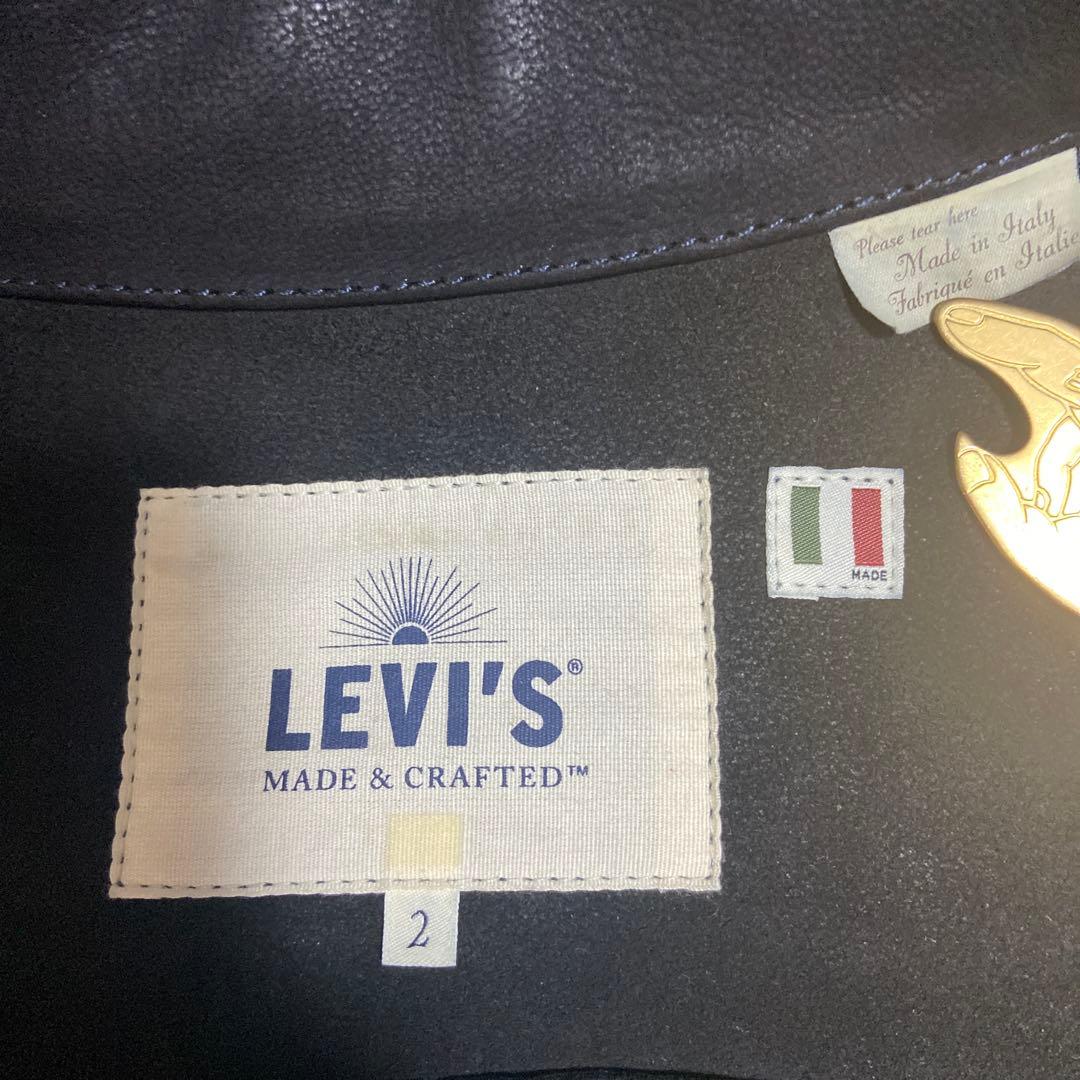 Please tear here
Made in Italy
Fabriqué en Italie
MADE
LEVI'S®
MADE & CRAFTED™
2